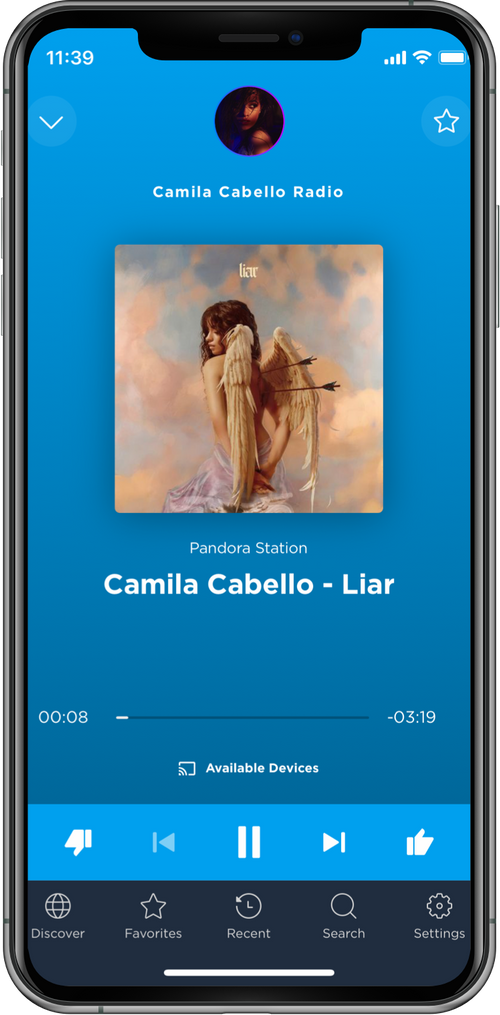 11:39
Camila Cabello Radio
liar
Pandora Station
Camila Cabello - Liar
00:08 -03:19
Available Devices
Discover Favorites Recent Search Settings